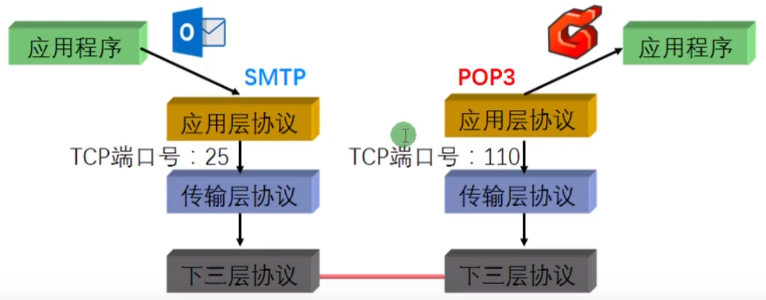 应用程序
应用程序
SMTP
POP3
应用层协议
应用层协议
TCP端口号：25
TCP端口号：110
传输层协议
传输层协议
下三层协议
下三层协议